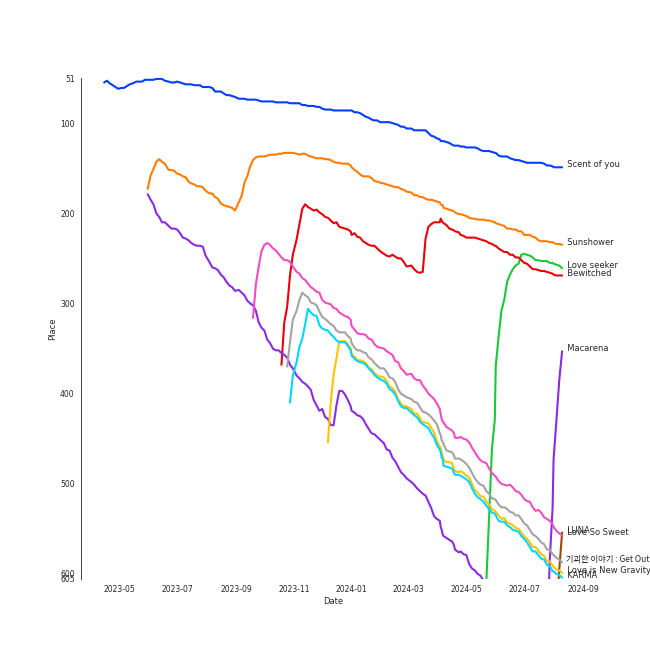 51
100
200
300
400
500
600
605
Place
2023-05
2023-07
2023-09
2023-11
2024-01
2024-03
2024-05
2024-07
2024-09
Date
Scent of you
Sunshower
Love seeker
Bewitched
Macarena
LUNA
Love So Sweet
기괴한 이야기 : Get Out
Love is New Gravity
KARMA